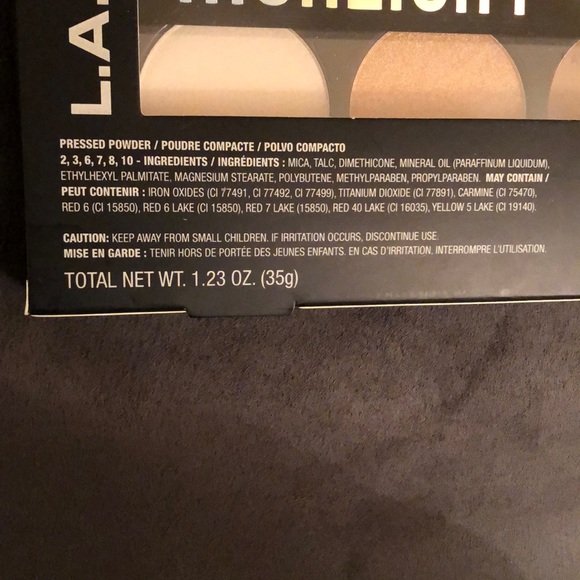 L.A.
HIGHLIGHT
PRESSED POWDER / POUDRE COMPACTE / POLVO COMPACTO
2, 3, 6, 7, 8, 10 - INGREDIENTS / INGRÉDIENTS : MICA, TALC, DIMETHICONE, MINERAL OIL (PARAFFINUM LIQUIDUM),
ETHYLHEXYL PALMITATE, MAGNESIUM STEARATE, POLYBUTENE, METHYLPARABEN, PROPYLPARABEN. MAY CONTAIN /
PEUT CONTENIR : IRON OXIDES (CI 77491, CI 77492, CI 77499), TITANIUM DIOXIDE (CI 77891), CARMINE (CI 75470),
RED 6 (CI 15850), RED 6 LAKE (CI 15850), RED 7 LAKE (15850), RED 40 LAKE (CI 16035), YELLOW 5 LAKE (CI 19140).
CAUTION: KEEP AWAY FROM SMALL CHILDREN. IF IRRITATION OCCURS, DISCONTINUE USE.
MISE EN GARDE : TENIR HORS DE PORTÉE DES JEUNES ENFANTS. EN CAS D'IRRITATION, INTERROMPRE L'UTILISATION.
TOTAL NET WT. 1.23 OZ. (35g)